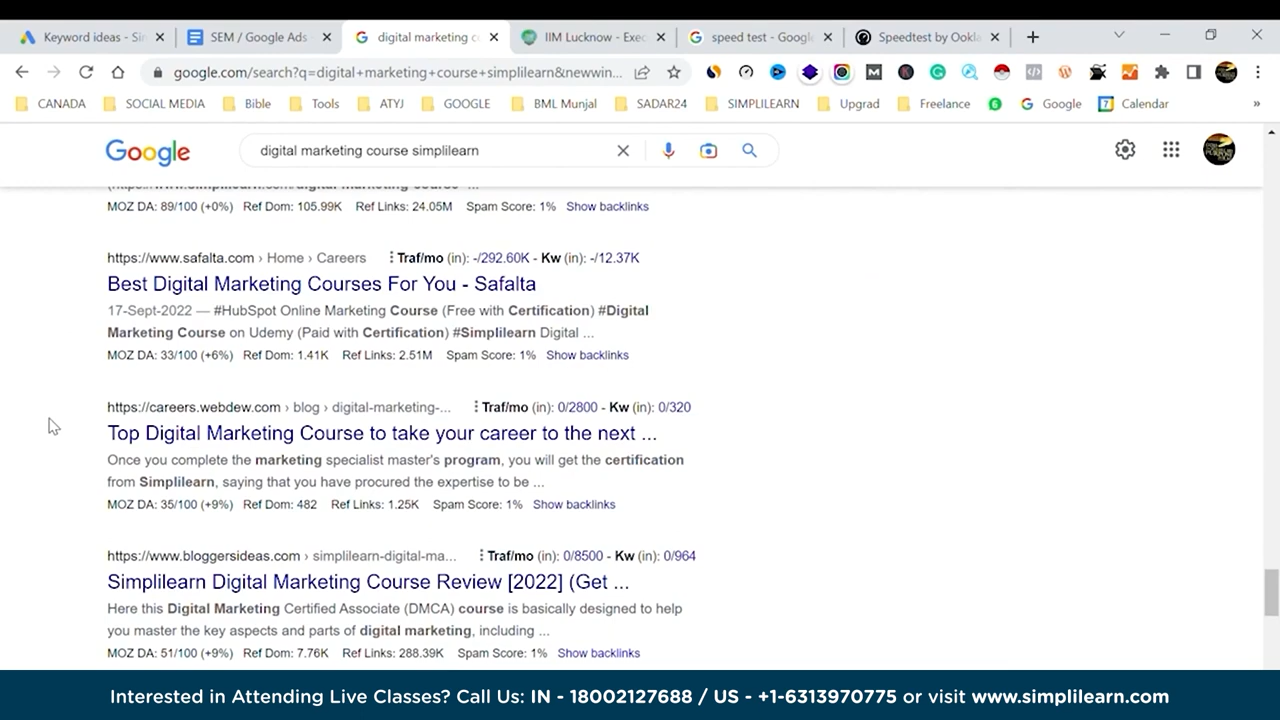 Keyword ideas - Sim
SEM / Google Ads -
digital marketing co
IIM Lucknow - Exec
speed test - Google
Speedtest by Ookla
google.com/search?q=digital+marketing+course+simplilearn&newwin...
CANADA
SOCIAL MEDIA
Bible
Tools
ATYJ
GOOGLE
BML Munjal
SADAR24
SIMPLILEARN
Upgrad
Freelance
Google
Calendar
»
Google
digital marketing course simplilearn
(https://www.simplilearn.com/digital-marketing-course- ...
MOZ DA: 89/100 (+0%) Ref Dom: 105.99K Ref Links: 24.05M Spam Score: 1% Show backlinks
https://www.safalta.com › Home › Careers Traf/mo (in): -/292.60K - Kw (in): -/12.37K
Best Digital Marketing Courses For You - Safalta
17-Sept-2022 — #HubSpot Online Marketing Course (Free with Certification) #Digital
Marketing Course on Udemy (Paid with Certification) #Simplilearn Digital ...
MOZ DA: 33/100 (+6%) Ref Dom: 1.41K Ref Links: 2.51M Spam Score: 1% Show backlinks
https://careers.webdew.com › blog › digital-marketing-... Traf/mo (in): 0/2800 - Kw (in): 0/320
Top Digital Marketing Course to take your career to the next ...
Once you complete the marketing specialist master's program, you will get the certification
from Simplilearn, saying that you have procured the expertise to be ...
MOZ DA: 35/100 (+9%) Ref Dom: 482 Ref Links: 1.25K Spam Score: 1% Show backlinks
https://www.bloggersideas.com › simplilearn-digital-ma... Traf/mo (in): 0/8500 - Kw (in): 0/964
Simplilearn Digital Marketing Course Review [2022] (Get ...
Here this Digital Marketing Certified Associate (DMCA) course is basically designed to help
you master the key aspects and parts of digital marketing, including ...
MOZ DA: 51/100 (+9%) Ref Dom: 7.76K Ref Links: 288.39K Spam Score: 1% Show backlinks
Interested in Attending Live Classes? Call Us: IN - 18002127688 / US - +1-6313970775 or visit www.simplilearn.com